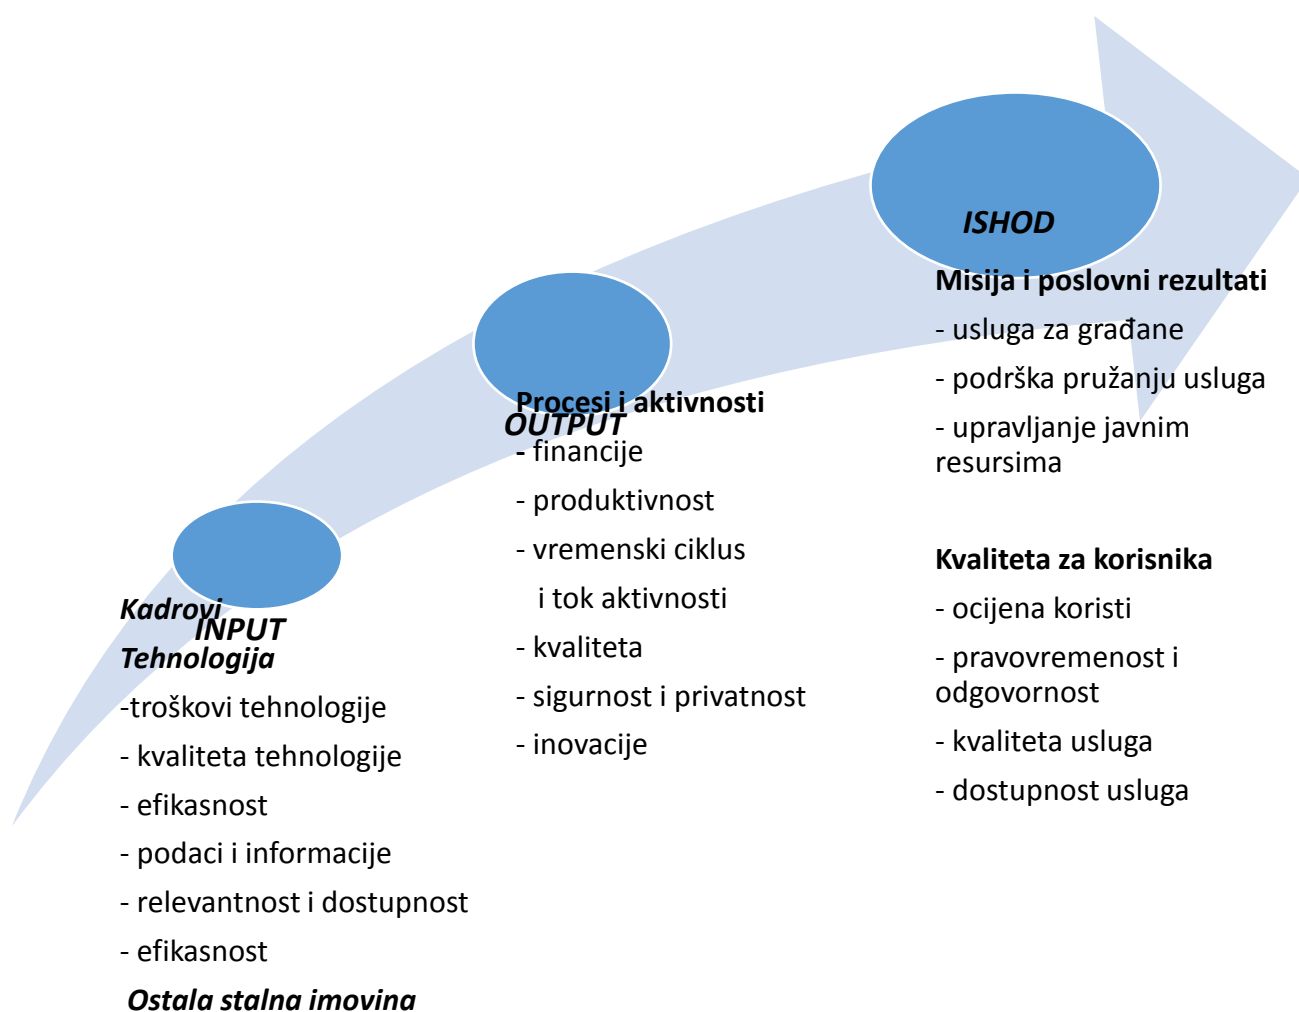 Kadrovi
INPUT
Tehnologija
-troškovi tehnologije
- kvaliteta tehnologije
- efikasnost
- podaci i informacije
- relevantnost i dostupnost
- efikasnost
Ostala stalna imovina
Procesi i aktivnosti
OUTPUT
- financije
- produktivnost
- vremenski ciklus
i tok aktivnosti
- kvaliteta
- sigurnost i privatnost
- inovacije
ISHOD
Misija i poslovni rezultati
- usluga za građane
- podrška pružanju usluga
- upravljanje javnim
resursima
Kvaliteta za korisnika
- ocijena koristi
- pravovremenost i
odgovornost
- kvaliteta usluga
- dostupnost usluga